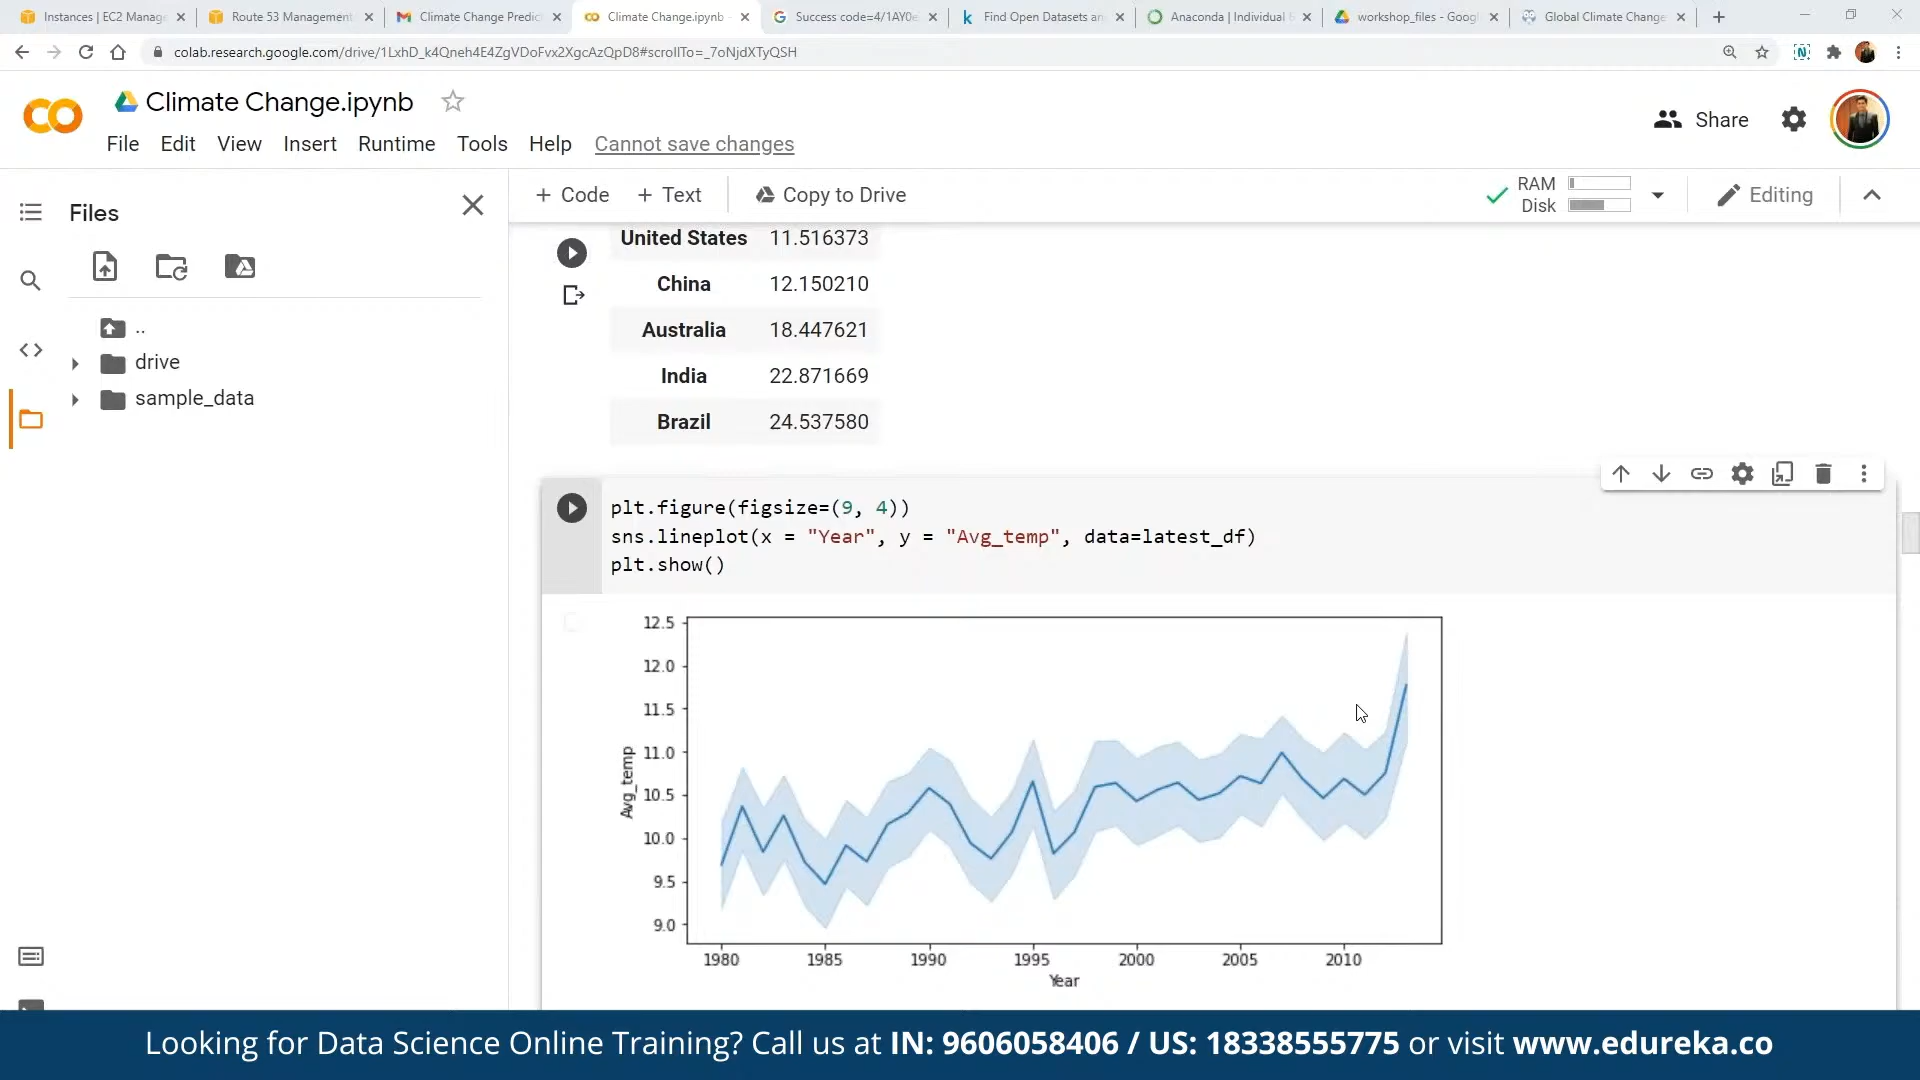 Instances | EC2 Manage
Route 53 Management
Climate Change Predic
Climate Change.ipynb -
Success code=4/1AY0e
Find Open Datasets an
Anaconda | Individual E
workshop_files - Googl
Global Climate Change
colab.research.google.com/drive/1LxhD_k4Qneh4E4ZgVDoFvx2XgcAzQpD8#scrollTo=_7oNjdXTyQSH
Climate Change.ipynb
Share
File Edit View Insert Runtime Tools Help Cannot save changes
Files
+ Code + Text Copy to Drive
RAM
Disk
Editing
..
drive
sample_data
United States 11.516373
China 12.150210
Australia 18.447621
India 22.871669
Brazil 24.537580
plt.figure(figsize=(9, 4))
sns.lineplot(x = "Year", y = "Avg_temp", data=latest_df)
plt.show()
12.5
12.0
11.5
11.0
10.5
10.0
9.5
9.0
Avg_temp
1980 1985 1990 1995 2000 2005 2010
Year
Looking for Data Science Online Training? Call us at IN: 9606058406 / US: 18338555775 or visit www.edureka.co